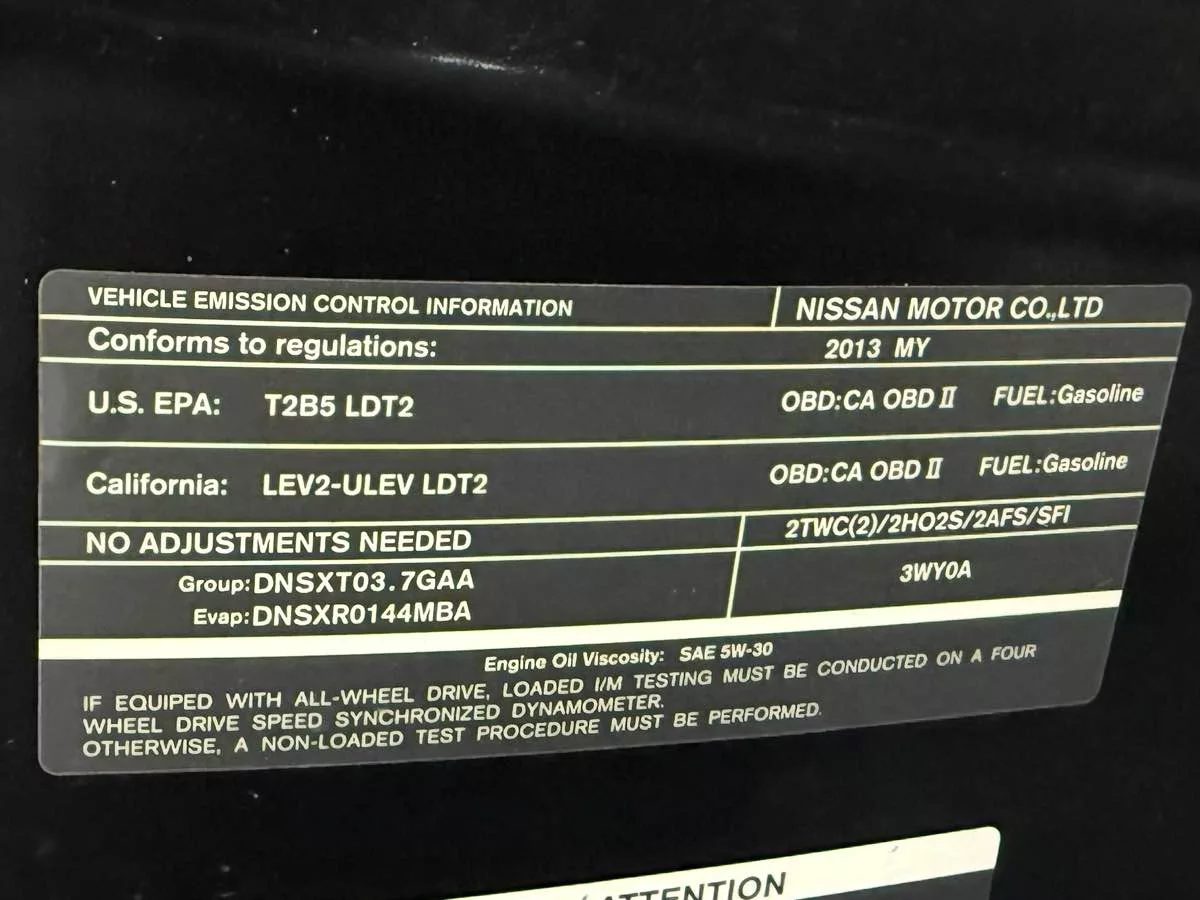 VEHICLE EMISSION CONTROL INFORMATION NISSAN MOTOR CO.,LTD
Conforms to regulations: 2013 MY
U.S. EPA: T2B5 LDT2 OBD:CA OBD II FUEL:Gasoline
California: LEV2-ULEV LDT2 OBD:CA OBD II FUEL:Gasoline
NO ADJUSTMENTS NEEDED 2TWC(2)/2HO2S/2AFS/SFI
Group:DNSXT03.7GAA 3WY0A
Evap:DNSXR0144MBA
Engine Oil Viscosity: SAE 5W-30
IF EQUIPED WITH ALL-WHEEL DRIVE, LOADED I/M TESTING MUST BE CONDUCTED ON A FOUR
WHEEL DRIVE SPEED SYNCHRONIZED DYNAMOMETER.
OTHERWISE, A NON-LOADED TEST PROCEDURE MUST BE PERFORMED.
ATTENTION